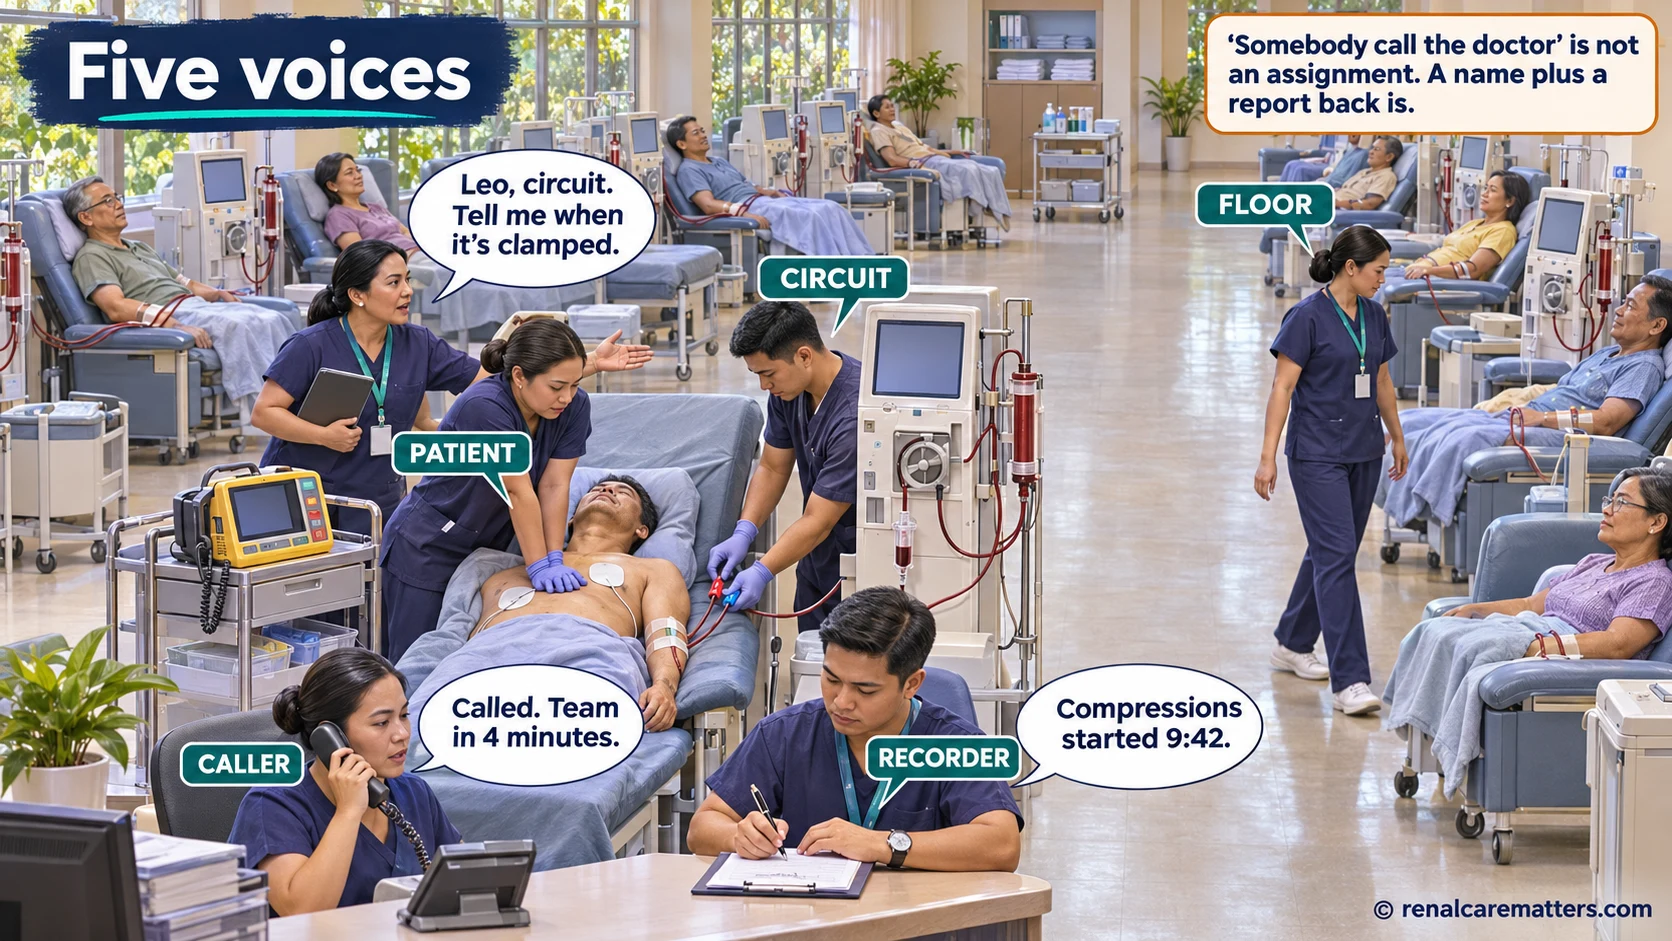 Five voices
‘Somebody call the doctor’ is not
an assignment. A name plus a
report back is.
Leo, circuit.
Tell me when
it’s clamped.
FLOOR
CIRCUIT
PATIENT
Called. Team
in 4 minutes.
CALLER
RECORDER
Compressions
started 9:42.
© renalcarematters.com